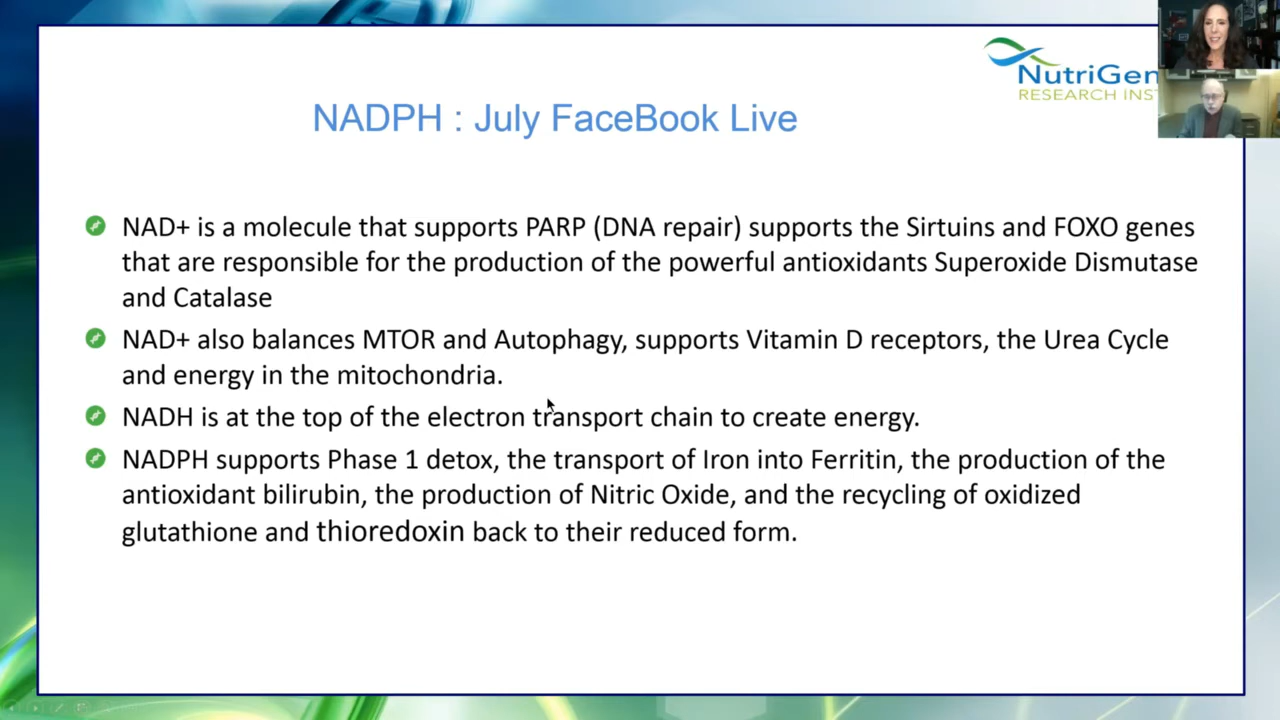 NutriGen
RESEARCH INST
NADPH : July FaceBook Live
NAD+ is a molecule that supports PARP (DNA repair) supports the Sirtuins and FOXO genes
that are responsible for the production of the powerful antioxidants Superoxide Dismutase
and Catalase
NAD+ also balances MTOR and Autophagy, supports Vitamin D receptors, the Urea Cycle
and energy in the mitochondria.
NADH is at the top of the electron transport chain to create energy.
NADPH supports Phase 1 detox, the transport of Iron into Ferritin, the production of the
antioxidant bilirubin, the production of Nitric Oxide, and the recycling of oxidized
glutathione and thioredoxin back to their reduced form.